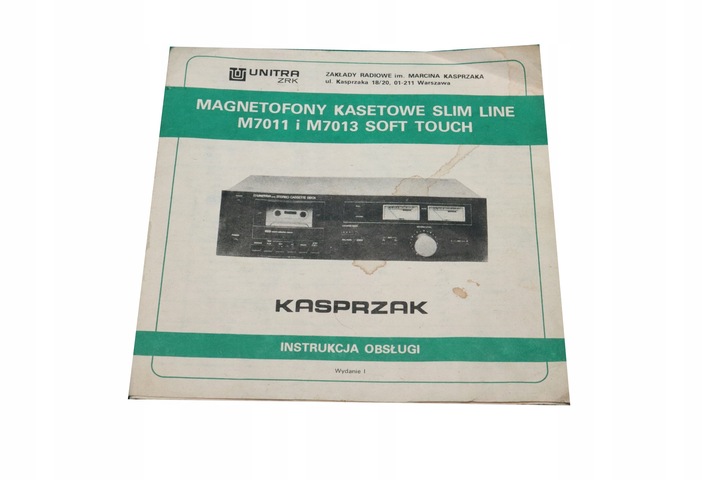 UNITRA
ZRK
ZAKŁADY RADIOWE im. MARCINA KASPRZAKA
ul. Kasprzaka 18/20, 01-211 Warszawa
MAGNETOFONY KASETOWE SLIM LINE
M7011 i M7013 SOFT TOUCH
KASPRZAK
INSTRUKCJA OBSŁUGI
Wydanie I